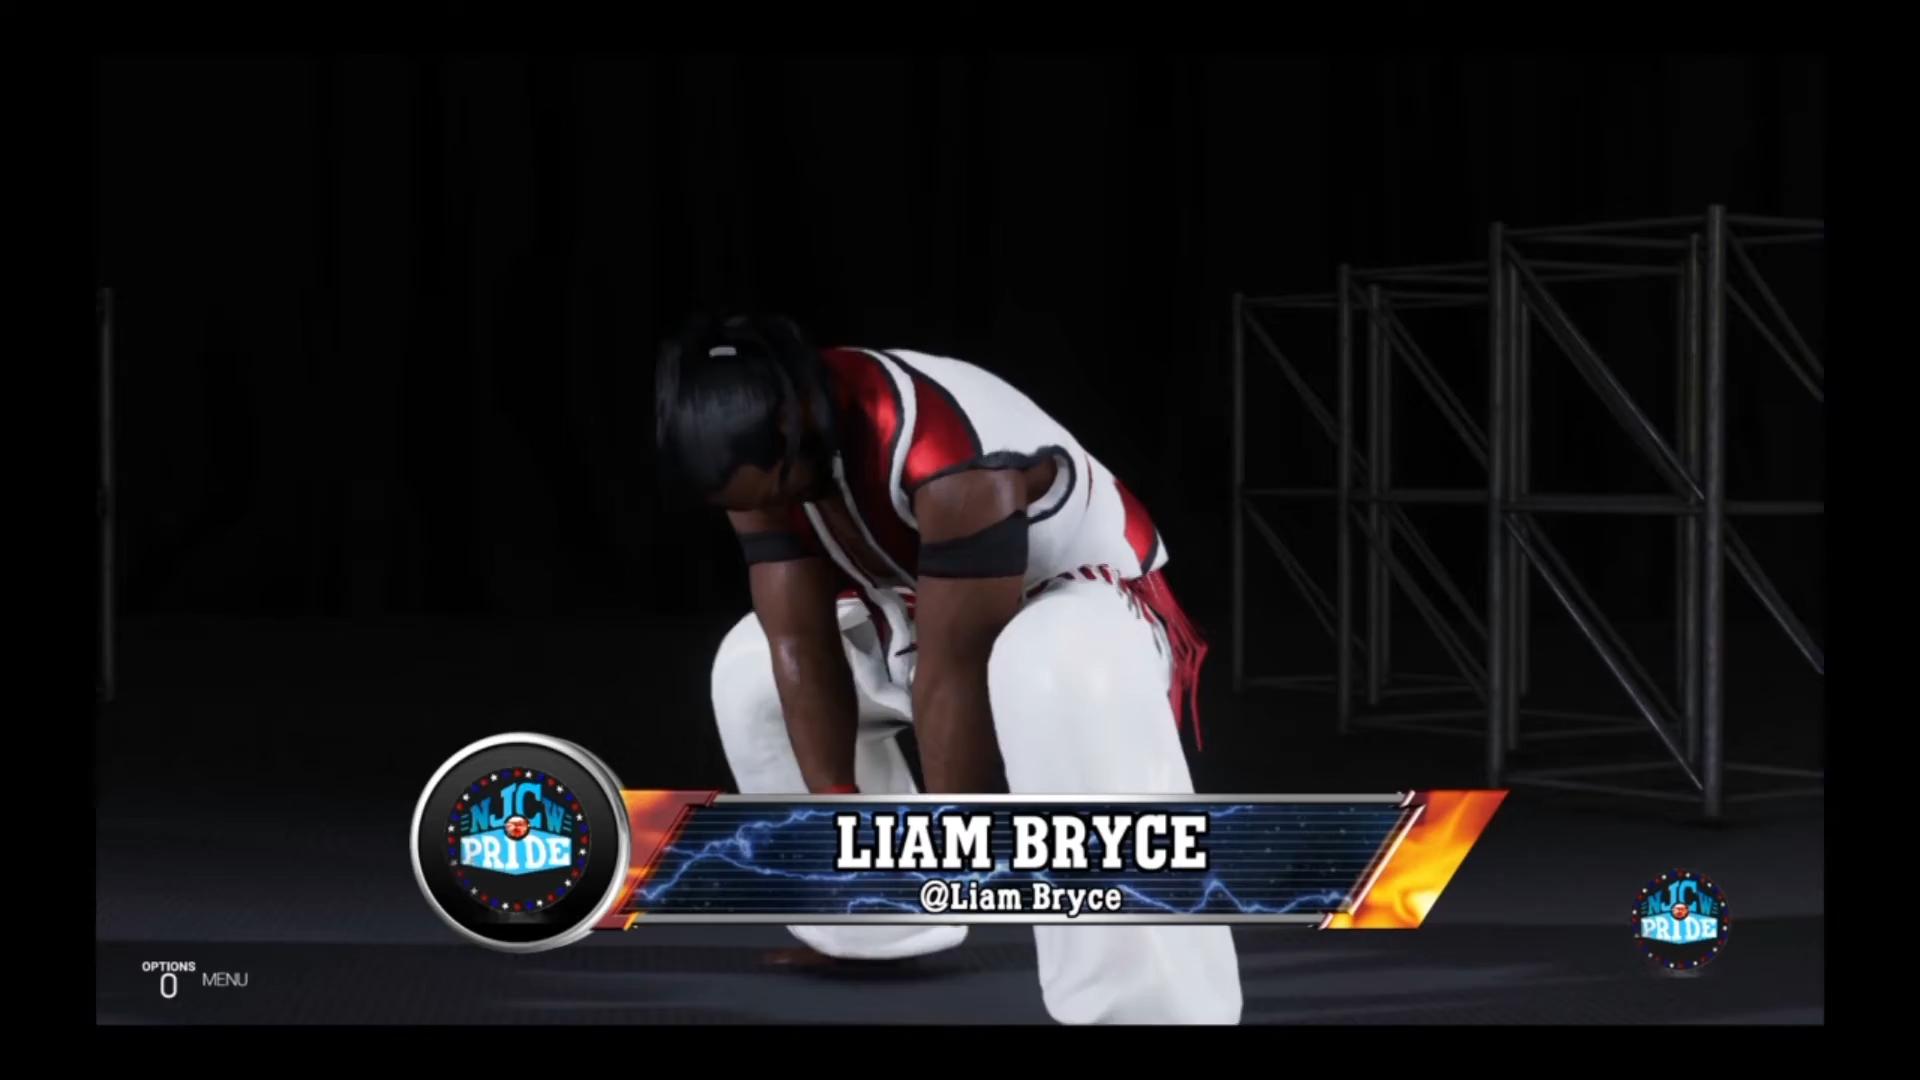 NJCW
PRIDE
LIAM BRYCE
@Liam Bryce
NJCW
PRIDE
OPTIONS
MENU